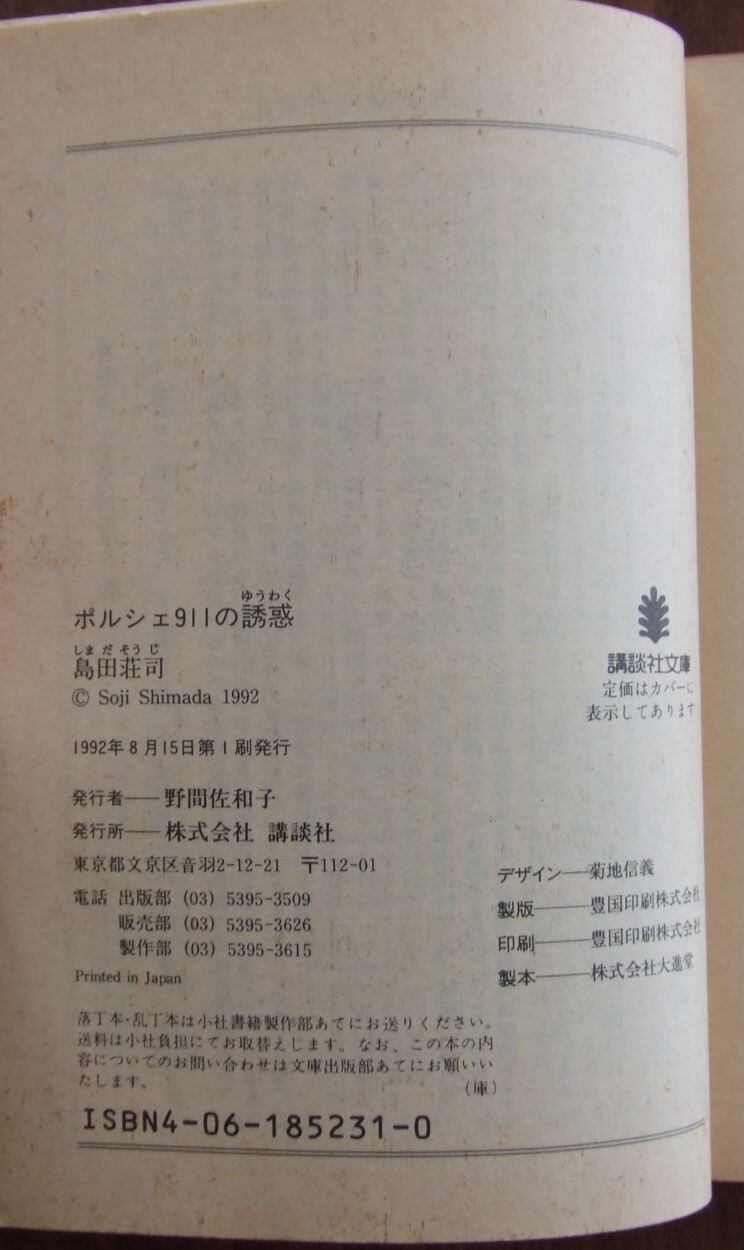 ゆうわく
ポルシェ911の誘惑
しまだそうじ
島田荘司
© Soji Shimada 1992
1992年8月15日第1刷発行
発行者──野間佐和子
発行所──株式会社 講談社
東京都文京区音羽2-12-21 〒112-01
電話 出版部 (03) 5395-3509
販売部 (03) 5395-3626
製作部 (03) 5395-3615
Printed in Japan
講談社文庫
定価はカバーに
表示してあります
デザイン──菊地信義
製版──豊国印刷株式会社
印刷──豊国印刷株式会社
製本──株式会社大進堂
落丁本・乱丁本は小社書籍製作部あてにお送りください。
送料は小社負担にてお取替えします。なお、この本の内
容についてのお問い合わせは文庫出版部あてにお願いい
たします。 (庫)
ISBN4-06-185231-0